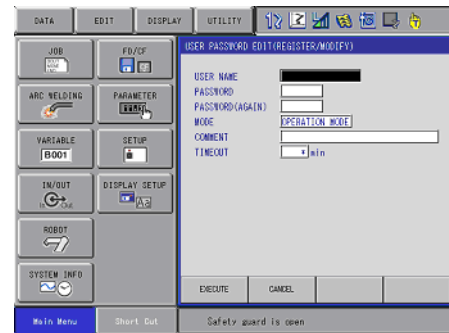 DATA EDIT DISPLAY UTILITY
JOB FD/CF
ARC WELDING PARAMETER
VARIABLE SETUP
B001
IN/OUT DISPLAY SETUP
In Out
ROBOT
SYSTEM INFO
Main Menu Short Cut
USER PASSWORD EDIT(REGISTER/MODIFY)
USER NAME
PASSWORD
PASSWORD(AGAIN)
MODE OPERATION MODE
COMMENT
TIMEOUT * min
EXECUTE CANCEL
Safety guard is open